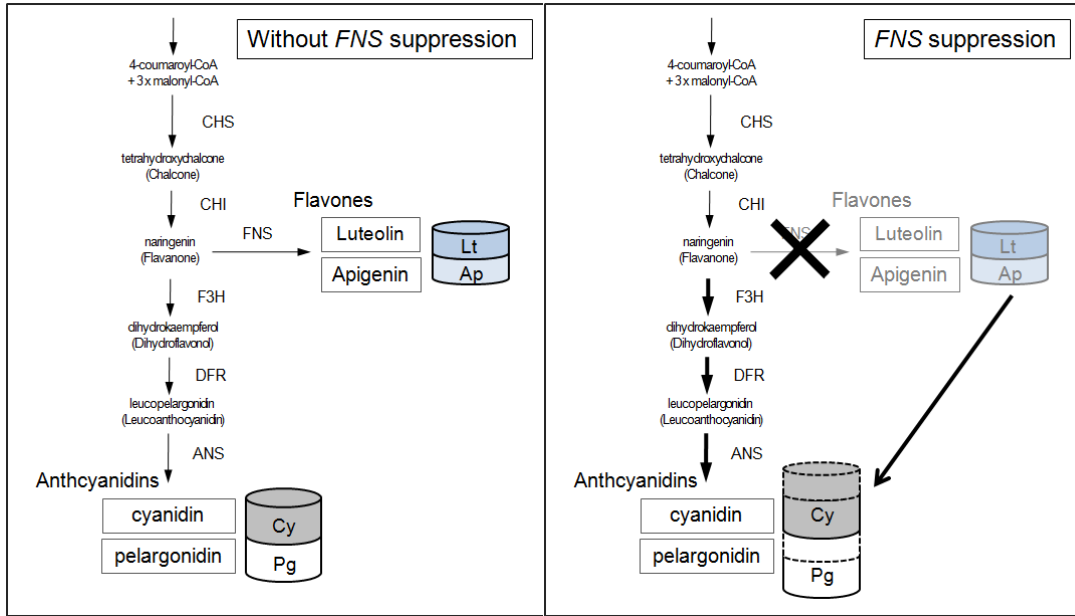 Without FNS suppression
4-coumaroyl-CoA
+ 3 x malonyl-CoA
CHS
tetrahydroxychalcone
(Chalcone)
CHI
Flavones
naringenin
(Flavanone)
FNS
Luteolin
Apigenin
Lt
Ap
F3H
dihydrokaempferol
(Dihydroflavonol)
DFR
leucopelargonidin
(Leucoanthocyanidin)
ANS
Anthcyanidins
cyanidin
pelargonidin
Cy
Pg
FNS suppression
4-coumaroyl-CoA
+ 3 x malonyl-CoA
CHS
tetrahydroxychalcone
(Chalcone)
CHI
Flavones
naringenin
(Flavanone)
FNS
Luteolin
Apigenin
Lt
Ap
F3H
dihydrokaempferol
(Dihydroflavonol)
DFR
leucopelargonidin
(Leucoanthocyanidin)
ANS
Anthcyanidins
cyanidin
pelargonidin
Cy
Pg